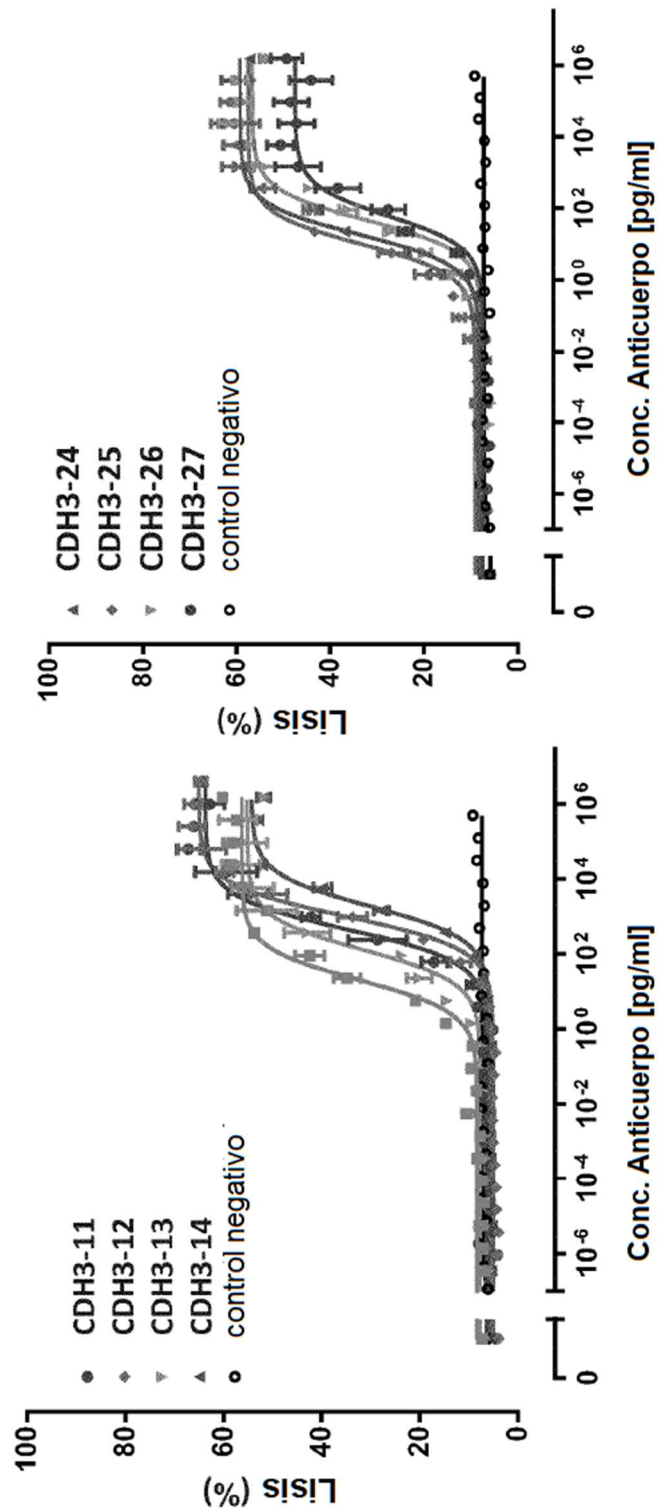 Lisis (%)
100
80
60
40
20
0
CDH3-11
CDH3-12
CDH3-13
CDH3-14
control negativo
0
10-6
10-4
10-2
100
102
104
106
Conc. Anticuerpo [pg/ml]
Lisis (%)
100
80
60
40
20
0
CDH3-24
CDH3-25
CDH3-26
CDH3-27
control negativo
0
10-6
10-4
10-2
100
102
104
106
Conc. Anticuerpo [pg/ml]